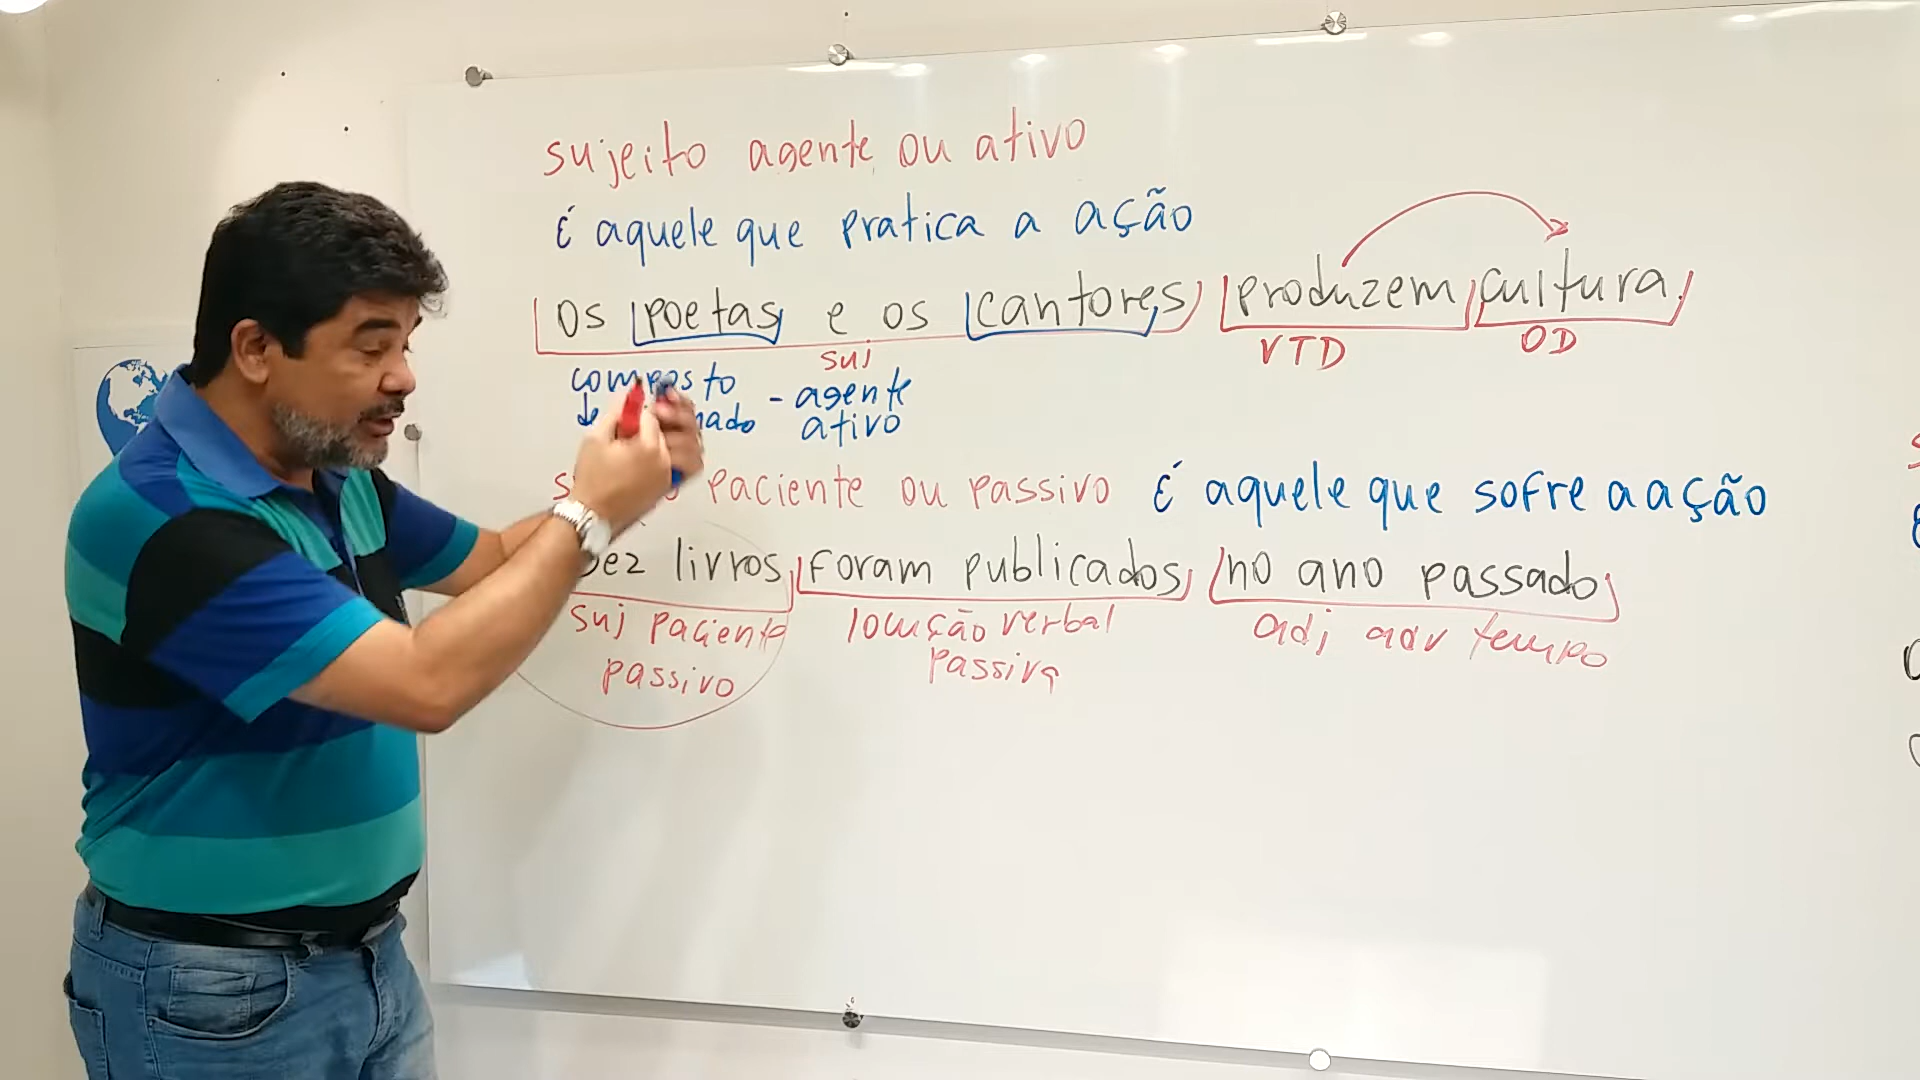 sujeito agente ou ativo
é aquele que pratica a ação
os poetas e os cantores produzem cultura.
suj VTD OD
composto - agente
ativo
paciente ou passivo é aquele que sofre a ação
Dez livros foram publicados no ano passado
suj paciente locução verbal adj adv tempo
passivo passiva